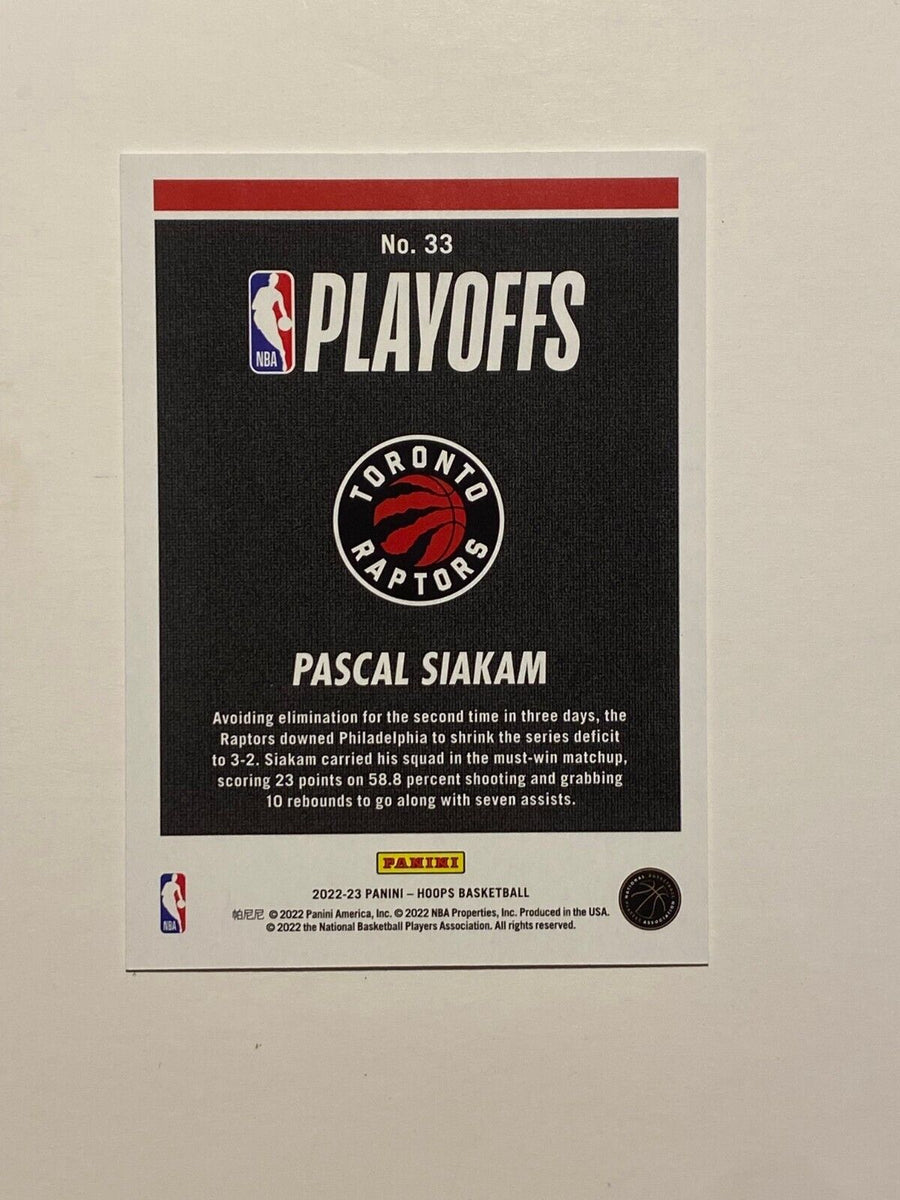 No. 33
NBA PLAYOFFS
TORONTO
RAPTORS
PASCAL SIAKAM
Avoiding elimination for the second time in three days, the
Raptors downed Philadelphia to shrink the series deficit
to 3-2. Siakam carried his squad in the must-win matchup,
scoring 23 points on 58.8 percent shooting and grabbing
10 rebounds to go along with seven assists.
PANINI
2022-23 PANINI – HOOPS BASKETBALL
帕尼尼 © 2022 Panini America, Inc. © 2022 NBA Properties, Inc. Produced in the USA.
© 2022 the National Basketball Players Association. All rights reserved.
NBA
NATIONAL BASKETBALL
PLAYERS ASSOCIATION